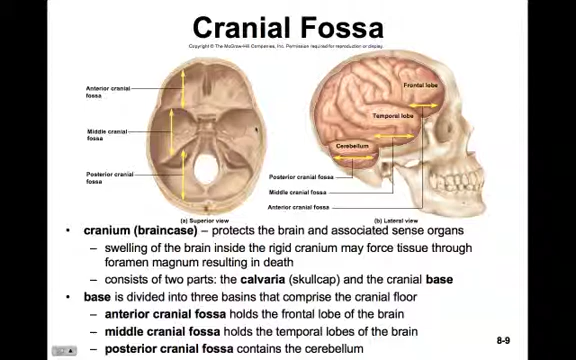 Cranial Fossa
Copyright © The McGraw-Hill Companies, Inc. Permission required for reproduction or display.
Anterior cranial
fossa
Middle cranial
fossa
Posterior cranial
fossa
(a) Superior view)
Frontal lobe
Temporal lobe
Cerebellum
Posterior cranial fossa
Middle cranial fossa
Anterior cranial fossa
(b) Lateral view)
• cranium (braincase) – protects the brain and associated sense organs
– swelling of the brain inside the rigid cranium may force tissue through
foramen magnum resulting in death
– consists of two parts: the calvaria (skullcap) and the cranial base
• base is divided into three basins that comprise the cranial floor
– anterior cranial fossa holds the frontal lobe of the brain
– middle cranial fossa holds the temporal lobes of the brain
– posterior cranial fossa contains the cerebellum
8-9